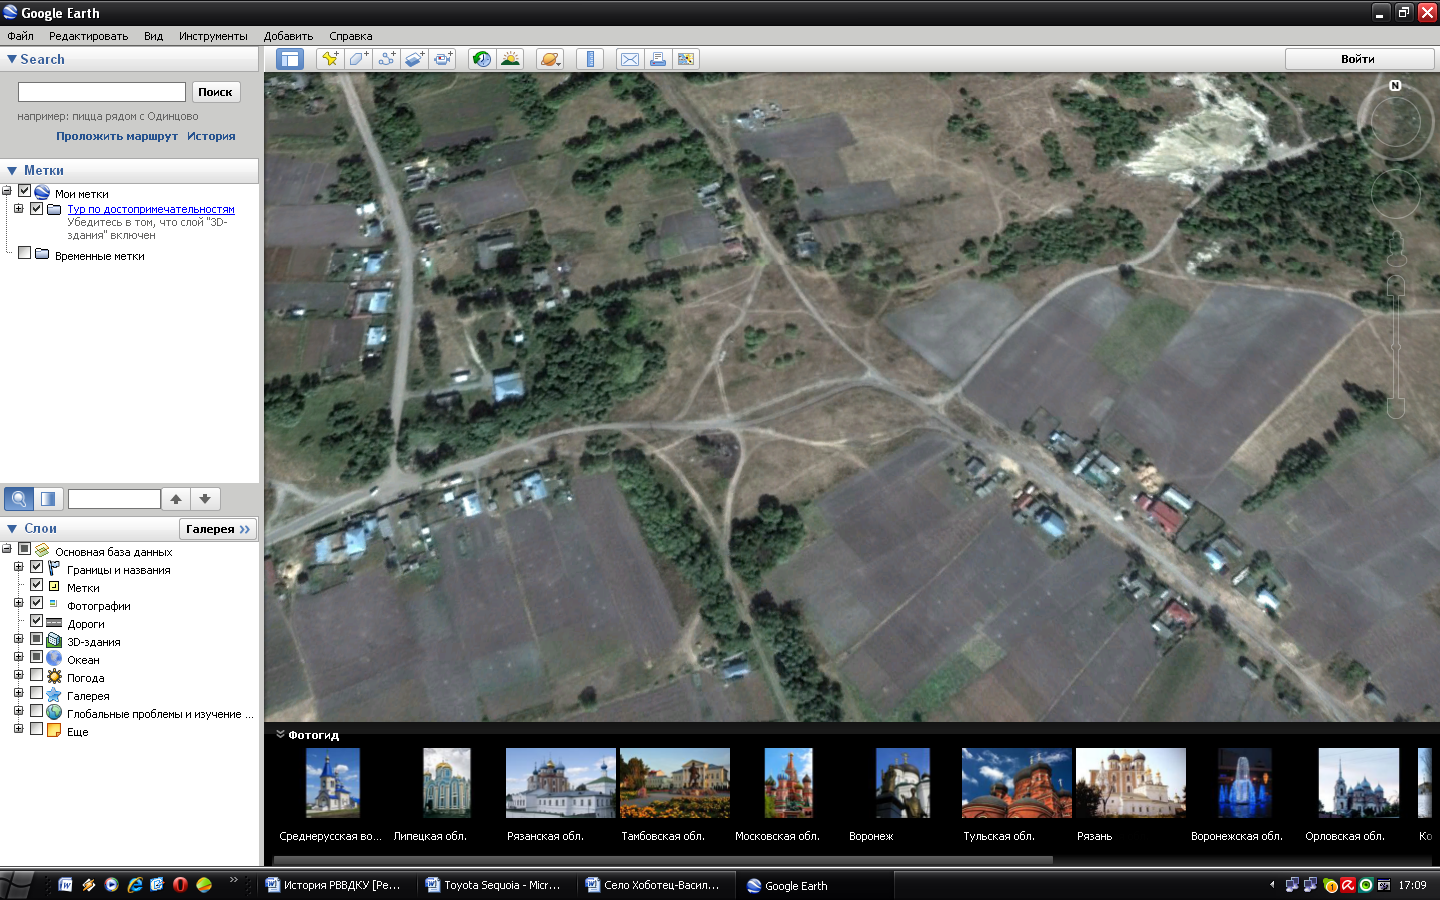 Google Earth
Файл Редактировать Вид Инструменты Добавить Справка
Search
Войти
N
Поиск
например: пицца рядом с Одинцово
Проложить маршрут История
Метки
Мои метки
Тур по достопримечательностям
Убедитесь в том, что слой "3D-
здания" включен
Временные метки
Слои
Галерея
Основная база данных
Границы и названия
Метки
Фотографии
Дороги
3D-здания
Океан
Погода
Галерея
Глобальные проблемы и изучение ...
Еще
Фотогид
Среднерусская во... Липецкая обл. Рязанская обл. Тамбовская обл. Московская обл. Воронеж Тульская обл. Рязань Воронежская обл. Орловская обл. Ко
История РВВДКУ [Ре... Toyota Sequoia - Micr... Село Хоботец-Васил... Google Earth 17:09